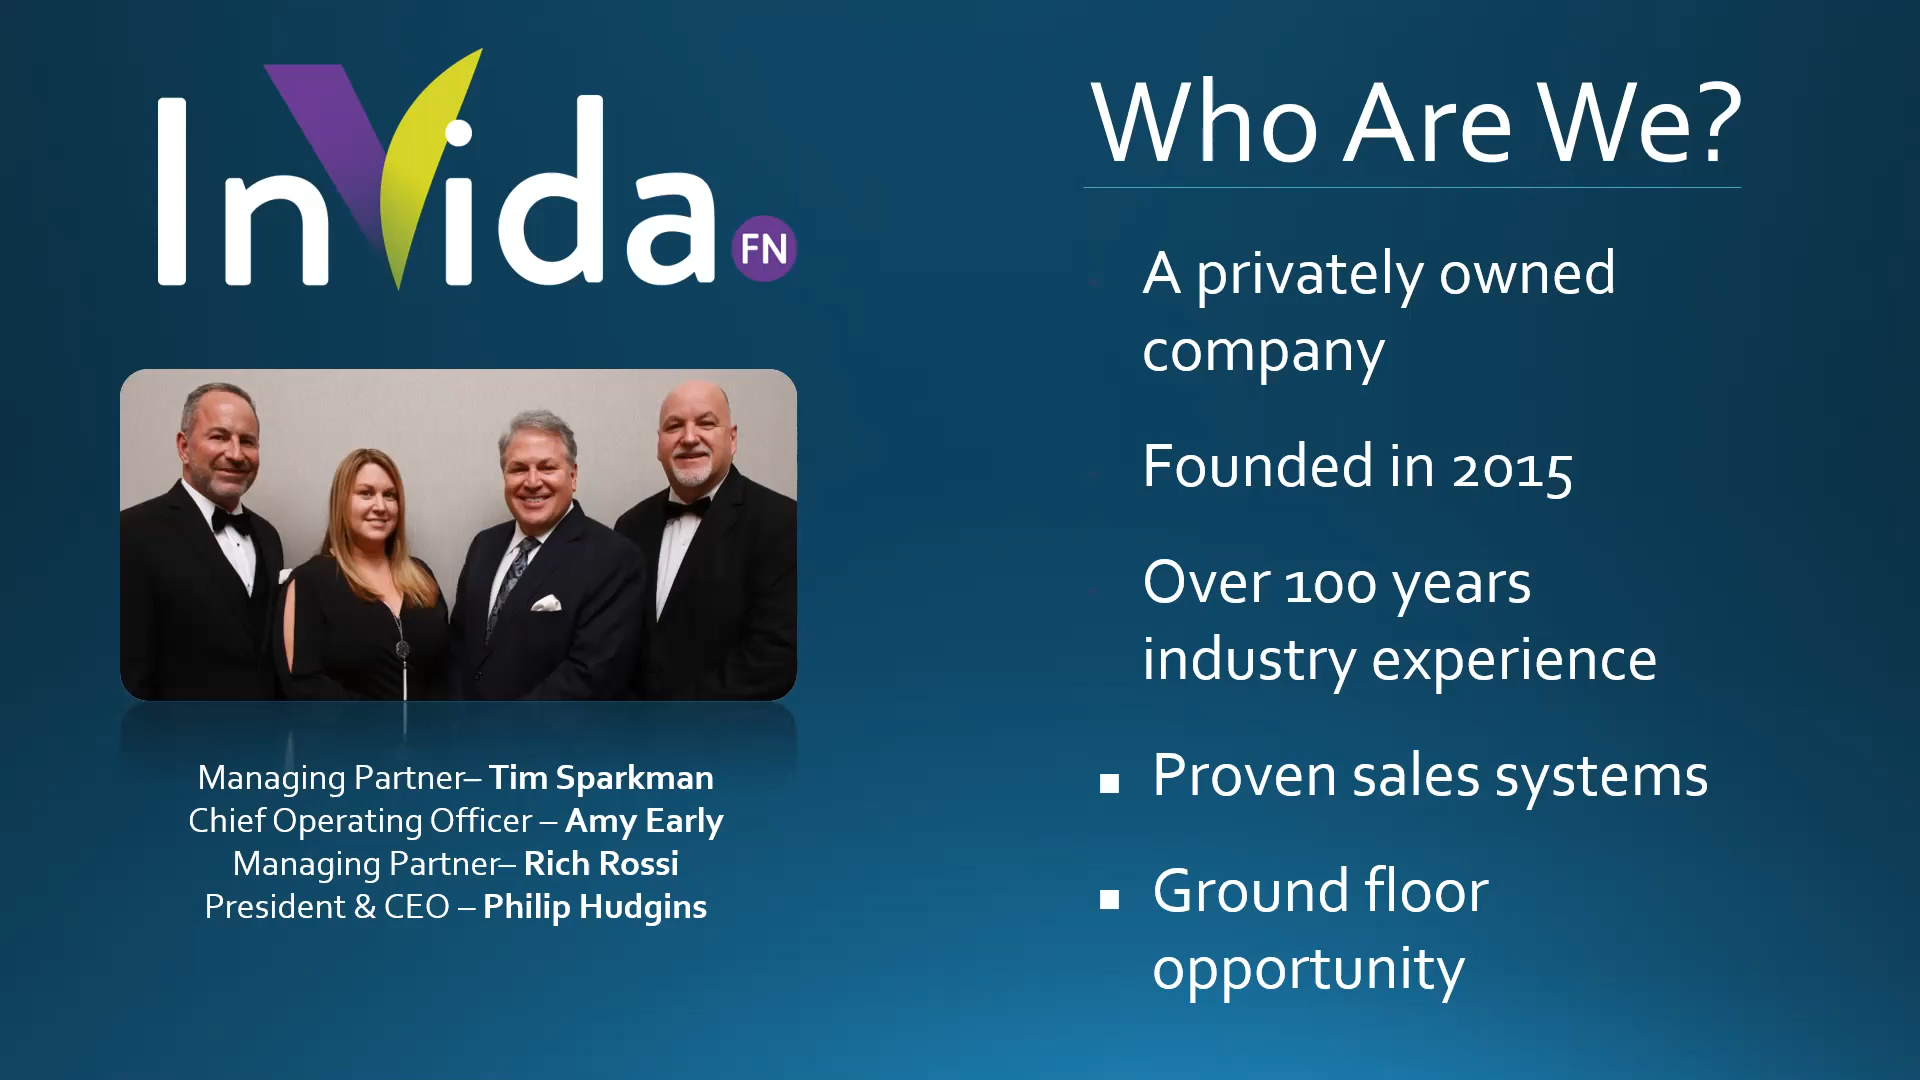 InVida
FN
Managing Partner– Tim Sparkman
Chief Operating Officer – Amy Early
Managing Partner– Rich Rossi
President & CEO – Philip Hudgins
Who Are We?
A privately owned
company
Founded in 2015
Over 100 years
industry experience
▪ Proven sales systems
▪ Ground floor
opportunity